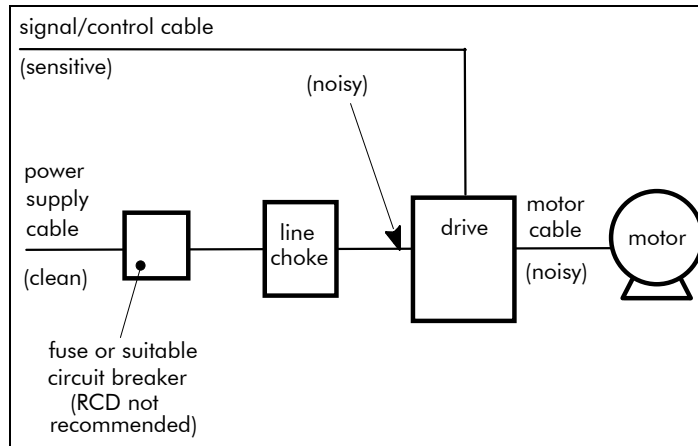 signal/control cable
(sensitive)
(noisy)
power
supply
cable
(clean)
line
choke
drive
motor
cable
(noisy)
motor
fuse or suitable
circuit breaker
(RCD not
recommended)